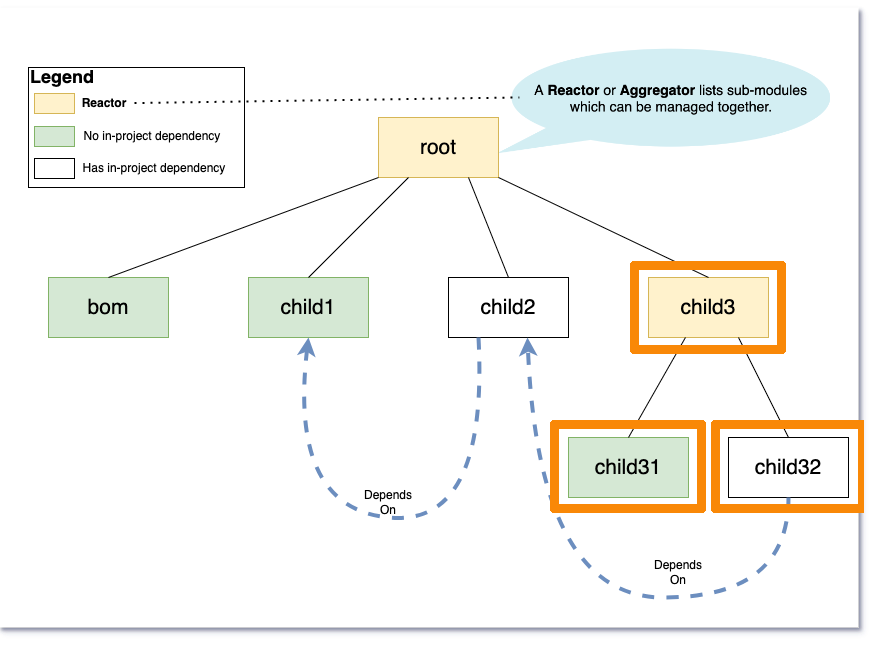 Legend
Reactor
No in-project dependency
Has in-project dependency
A Reactor or Aggregator lists sub-modules
which can be managed together.
root
bom
child1
child2
child3
child31
child32
Depends
On
Depends
On